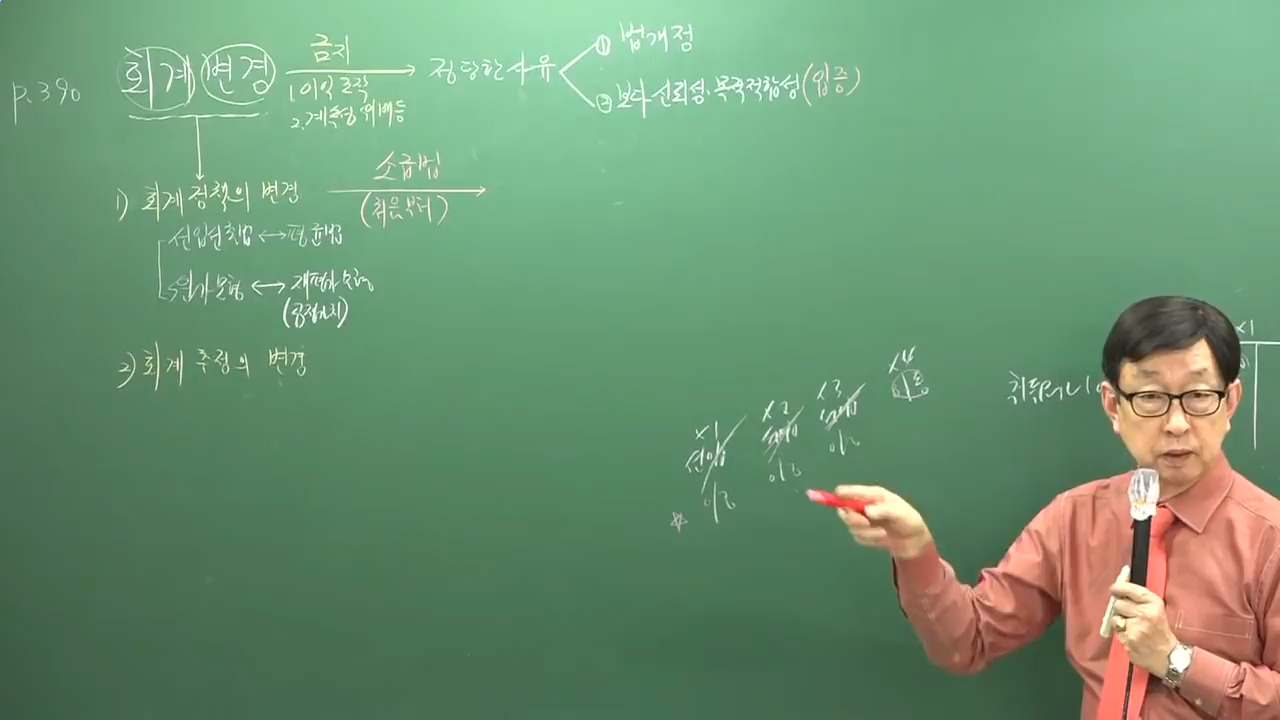 p.390
회계변경 금지 정당한 사유 ① 법개정
1. 이익조작
2. 계속성 위배 등
② 보다 신뢰성·목적적합성(입증)
1) 회계정책의 변경 소급법
(처음부터)
선입선출법 ↔ 평균법
원가모형 ↔ 재평가모형
(공정가치)
2) 회계추정의 변경
x1 x2 x3 x4
선입
이평 이평 이평
x1